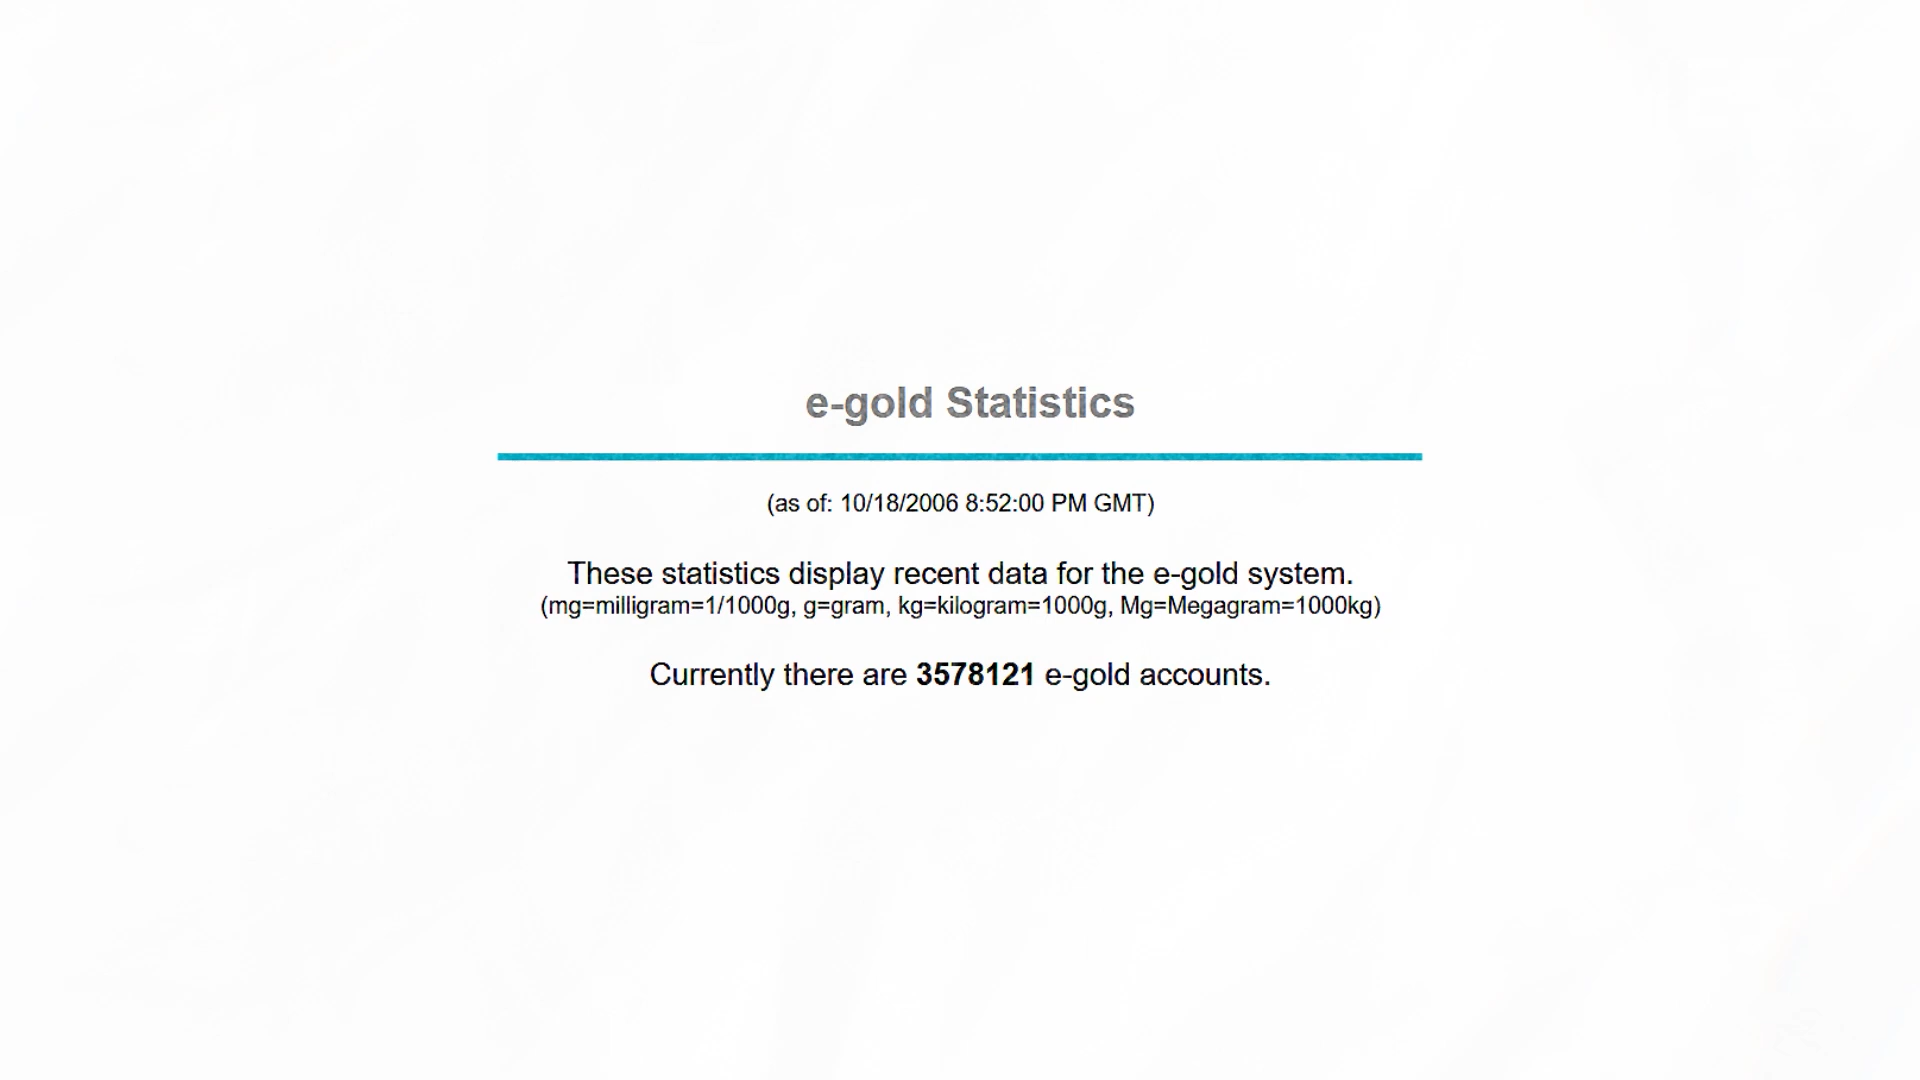 e-gold Statistics
(as of: 10/18/2006 8:52:00 PM GMT)
These statistics display recent data for the e-gold system.
(mg=milligram=1/1000g, g=gram, kg=kilogram=1000g, Mg=Megagram=1000kg)
Currently there are 3578121 e-gold accounts.